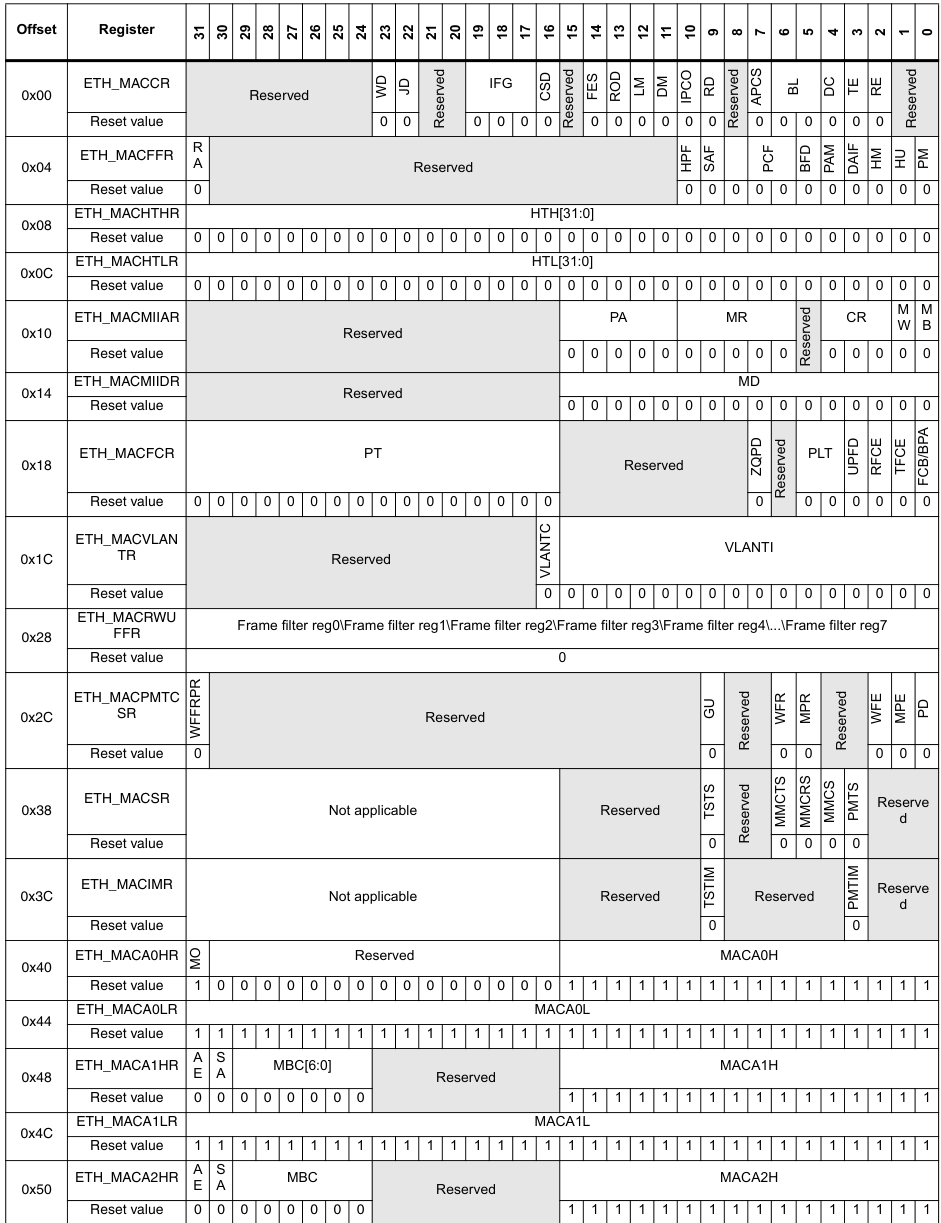 Offset Register 31 30 29 28 27 26 25 24 23 22 21 20 19 18 17 16 15 14 13 12 11 10 9 8 7 6 5 4 3 2 1 0
0x00 ETH_MACCR Reserved WD JD Reserved IFG CSD Reserved FES ROD LM DM IPCO RD Reserved APCS BL DC TE RE Reserved
Reset value 0 0 0 0 0 0 0 0 0 0 0 0 0 0 0 0 0 0
0x04 ETH_MACFFR R A Reserved HPF SAF PCF BFD PAM DAIF HM HU PM
Reset value 0 0 0 0 0 0 0 0 0 0 0 0
0x08 ETH_MACHTHR HTH[31:0]
Reset value 0 0 0 0 0 0 0 0 0 0 0 0 0 0 0 0 0 0 0 0 0 0 0 0 0 0 0 0 0 0 0 0
0x0C ETH_MACHTLR HTL[31:0]
Reset value 0 0 0 0 0 0 0 0 0 0 0 0 0 0 0 0 0 0 0 0 0 0 0 0 0 0 0 0 0 0 0 0
0x10 ETH_MACMIIAR Reserved PA MR Reserved CR M W M B
Reset value 0 0 0 0 0 0 0 0 0 0 0 0 0 0 0
0x14 ETH_MACMIIDR Reserved MD
Reset value 0 0 0 0 0 0 0 0 0 0 0 0 0 0 0 0
0x18 ETH_MACFCR PT Reserved ZQPD Reserved PLT UPFD RFCE TFCE FCB/BPA
Reset value 0 0 0 0 0 0 0 0 0 0 0 0 0 0 0 0 0 0 0 0 0 0 0
0x1C ETH_MACVLAN
TR Reserved VLANTC VLANTI
Reset value 0 0 0 0 0 0 0 0 0 0 0 0 0 0 0 0 0
0x28 ETH_MACRWU
FFR Frame filter reg0\Frame filter reg1\Frame filter reg2\Frame filter reg3\Frame filter reg4\...\Frame filter reg7
Reset value 0
0x2C ETH_MACPMTC
SR WFFRPR Reserved GU Reserved WFR MPR Reserved WFE MPE PD
Reset value 0 0 0 0 0 0 0
0x38 ETH_MACSR Not applicable Reserved TSTS Reserved MMCTS MMCRS MMCS PMTS Reserve
d
Reset value 0 0 0 0 0
0x3C ETH_MACIMR Not applicable Reserved TSTIM Reserved PMTIM Reserve
d
Reset value 0 0
0x40 ETH_MACA0HR MO Reserved MACA0H
Reset value 1 0 0 0 0 0 0 0 0 0 0 0 0 0 0 0 1 1 1 1 1 1 1 1 1 1 1 1 1 1 1 1
0x44 ETH_MACA0LR MACA0L
Reset value 1 1 1 1 1 1 1 1 1 1 1 1 1 1 1 1 1 1 1 1 1 1 1 1 1 1 1 1 1 1 1 1
0x48 ETH_MACA1HR A E S A MBC[6:0] Reserved MACA1H
Reset value 0 0 0 0 0 0 0 0 1 1 1 1 1 1 1 1 1 1 1 1 1 1 1 1
0x4C ETH_MACA1LR MACA1L
Reset value 1 1 1 1 1 1 1 1 1 1 1 1 1 1 1 1 1 1 1 1 1 1 1 1 1 1 1 1 1 1 1 1
0x50 ETH_MACA2HR A E S A MBC Reserved MACA2H
Reset value 0 0 0 0 0 0 0 0 1 1 1 1 1 1 1 1 1 1 1 1 1 1 1 1